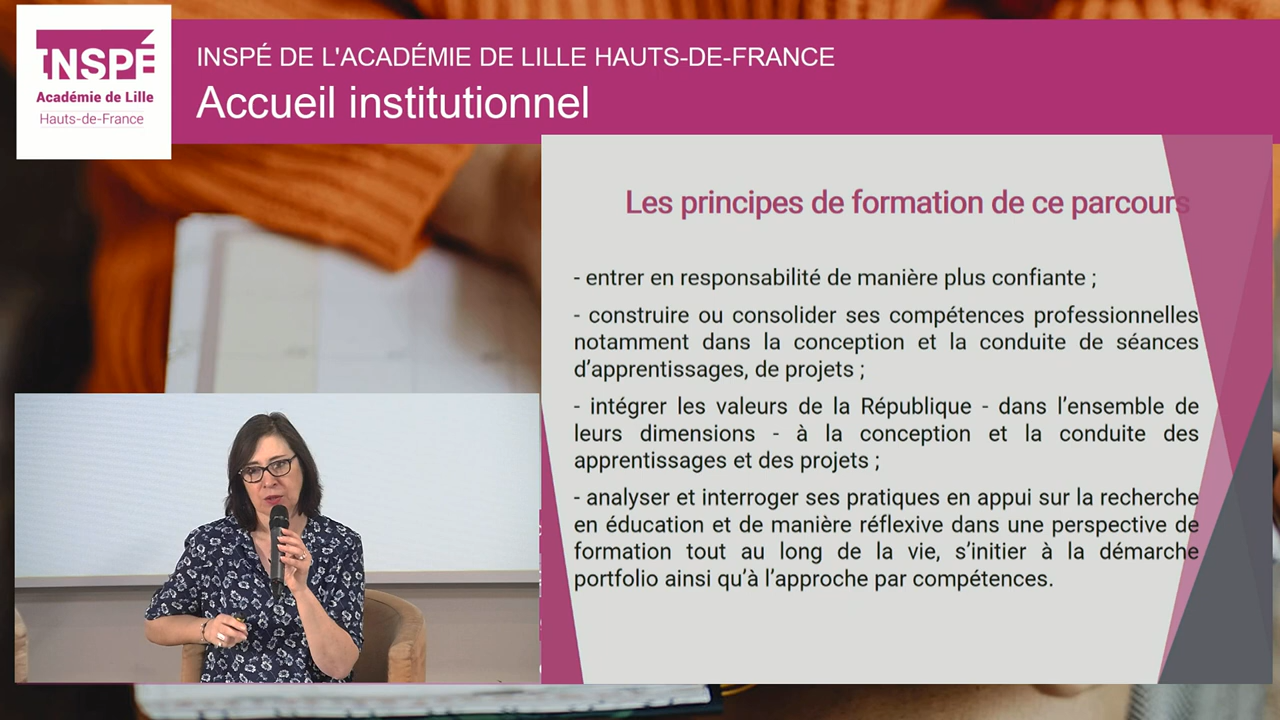 INSPÉ
Académie de Lille
Hauts-de-France
INSPÉ DE L'ACADÉMIE DE LILLE HAUTS-DE-FRANCE
Accueil institutionnel
Les principes de formation de ce parcours
- entrer en responsabilité de manière plus confiante ;
- construire ou consolider ses compétences professionnelles
notamment dans la conception et la conduite de séances
d’apprentissages, de projets ;
- intégrer les valeurs de la République - dans l’ensemble de
leurs dimensions - à la conception et la conduite des
apprentissages et des projets ;
- analyser et interroger ses pratiques en appui sur la recherche
en éducation et de manière réflexive dans une perspective de
formation tout au long de la vie, s’initier à la démarche
portfolio ainsi qu’à l’approche par compétences.